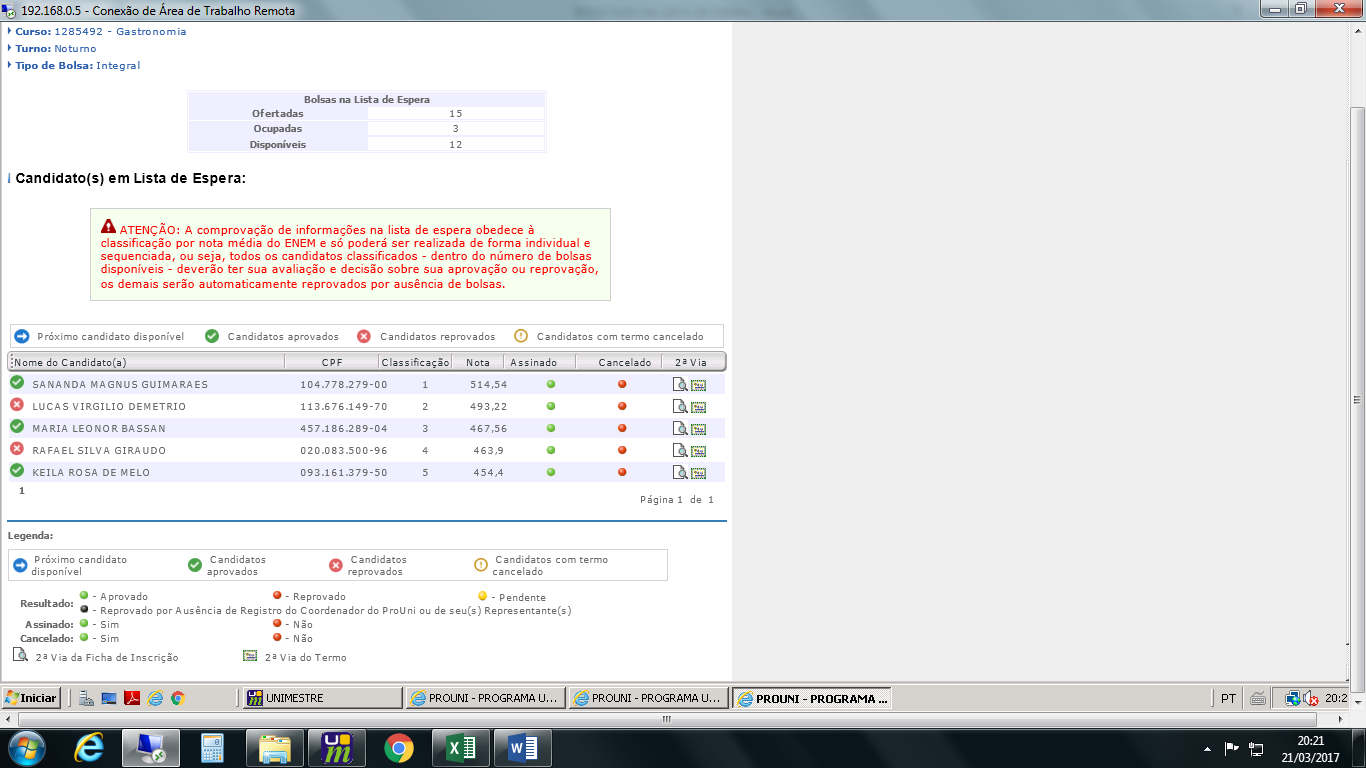 192.168.0.5 - Conexão de Área de Trabalho Remota
Curso: 1285492 - Gastronomia
Turno: Noturno
Tipo de Bolsa: Integral
Bolsas na Lista de Espera
Ofertadas 15
Ocupadas 3
Disponíveis 12
Candidato(s) em Lista de Espera:
ATENÇÃO: A comprovação de informações na lista de espera obedece à
classificação por nota média do ENEM e só poderá ser realizada de forma individual e
sequenciada, ou seja, todos os candidatos classificados - dentro do número de bolsas
disponíveis - deverão ter sua avaliação e decisão sobre sua aprovação ou reprovação,
os demais serão automaticamente reprovados por ausência de bolsas.
Próximo candidato disponível Candidatos aprovados Candidatos reprovados Candidatos com termo cancelado
Nome do Candidato(a) CPF Classificação Nota Assinado Cancelado 2ª Via
SANANDA MAGNUS GUIMARAES 104.778.279-00 1 514,54
LUCAS VIRGILIO DEMETRIO 113.676.149-70 2 493,22
MARIA LEONOR BASSAN 457.186.289-04 3 467,56
RAFAEL SILVA GIRAUDO 020.083.500-96 4 463,9
KEILA ROSA DE MELO 093.161.379-50 5 454,4
1
Página 1 de 1
Legenda:
Próximo candidato disponível Candidatos aprovados Candidatos reprovados Candidatos com termo cancelado
Resultado: - Aprovado - Reprovado - Pendente
- Reprovado por Ausência de Registro do Coordenador do ProUni ou de seu(s) Representante(s)
Assinado: - Sim - Não
Cancelado: - Sim - Não
2ª Via da Ficha de Inscrição 2ª Via do Termo
Iniciar UNIMESTRE PROUNI - PROGRAMA U... PROUNI - PROGRAMA U... PROUNI - PROGRAMA ... PT 20:2
20:21
21/03/2017